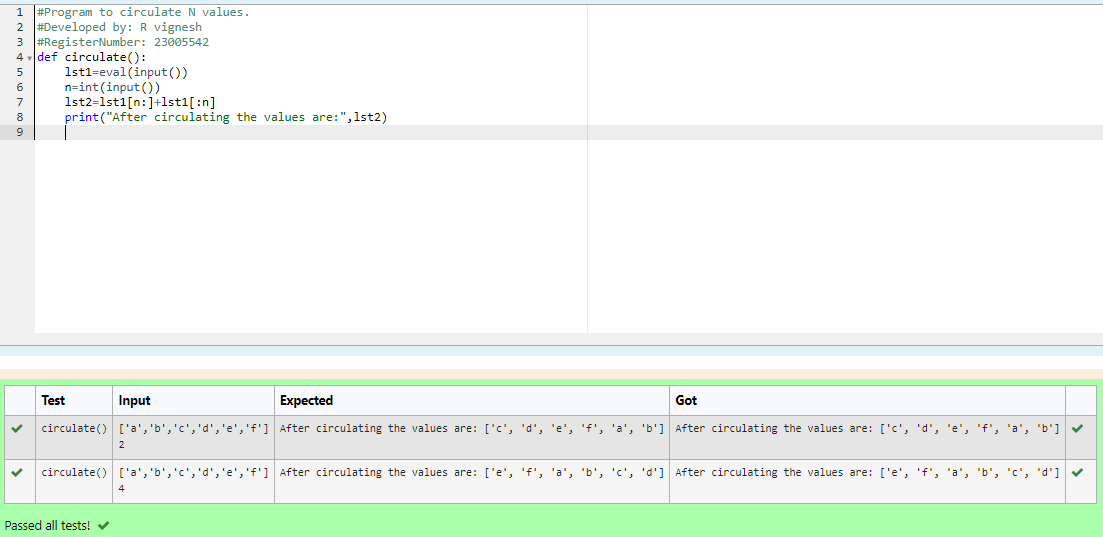 1 #Program to circulate N values.
2 #Developed by: R vignesh
3 #RegisterNumber: 23005542
4 def circulate():
5     lst1=eval(input())
6     n=int(input())
7     lst2=lst1[n:]+lst1[:n]
8     print("After circulating the values are:",lst2)
9
Test Input Expected Got
circulate() ['a','b','c','d','e','f'] After circulating the values are: ['c', 'd', 'e', 'f', 'a', 'b'] After circulating the values are: ['c', 'd', 'e', 'f', 'a', 'b']
2
circulate() ['a','b','c','d','e','f'] After circulating the values are: ['e', 'f', 'a', 'b', 'c', 'd'] After circulating the values are: ['e', 'f', 'a', 'b', 'c', 'd']
4
Passed all tests!